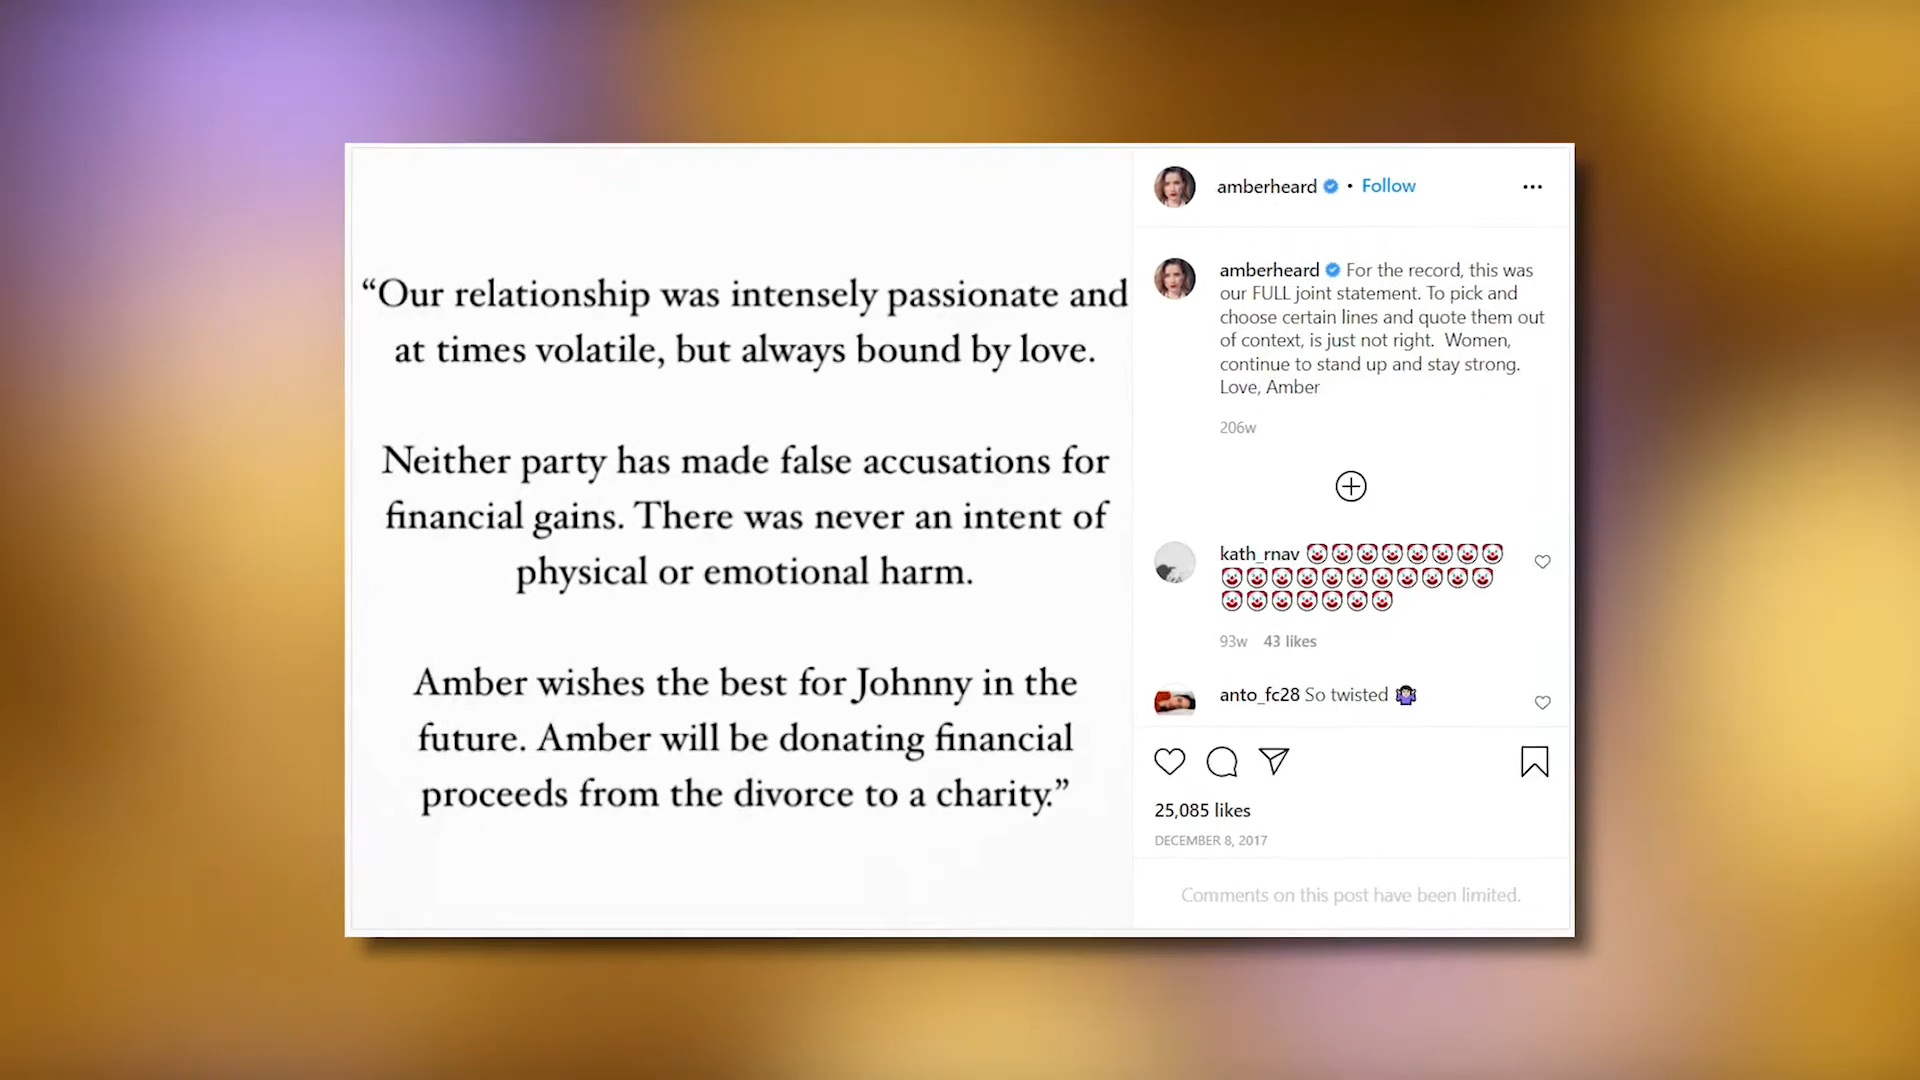 “Our relationship was intensely passionate and
at times volatile, but always bound by love.
Neither party has made false accusations for
financial gains. There was never an intent of
physical or emotional harm.
Amber wishes the best for Johnny in the
future. Amber will be donating financial
proceeds from the divorce to a charity.”
amberheard • Follow
amberheard For the record, this was
our FULL joint statement. To pick and
choose certain lines and quote them out
of context, is just not right. Women,
continue to stand up and stay strong.
Love, Amber
206w
kath_rnav 🤡🤡🤡🤡🤡🤡🤡🤡
🤡🤡🤡🤡🤡🤡🤡🤡🤡🤡🤡
🤡🤡🤡🤡🤡🤡🤡
93w 43 likes
anto_fc28 So twisted 🤷🏻‍♀️
25,085 likes
DECEMBER 8, 2017
Comments on this post have been limited.